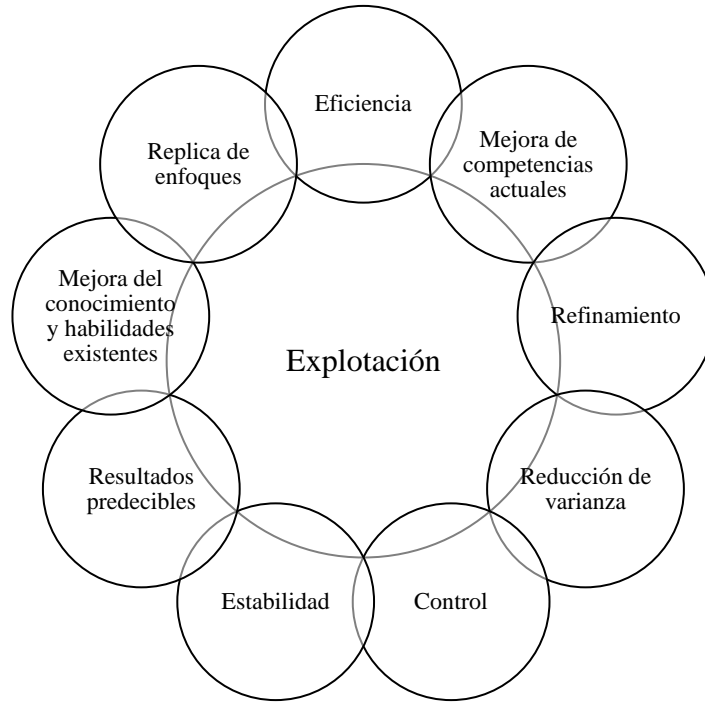 Eficiencia
Mejora de
competencias
actuales
Refinamiento
Reducción de
varianza
Control
Estabilidad
Resultados
predecibles
Mejora del
conocimiento
y habilidades
existentes
Replica de
enfoques
Explotación